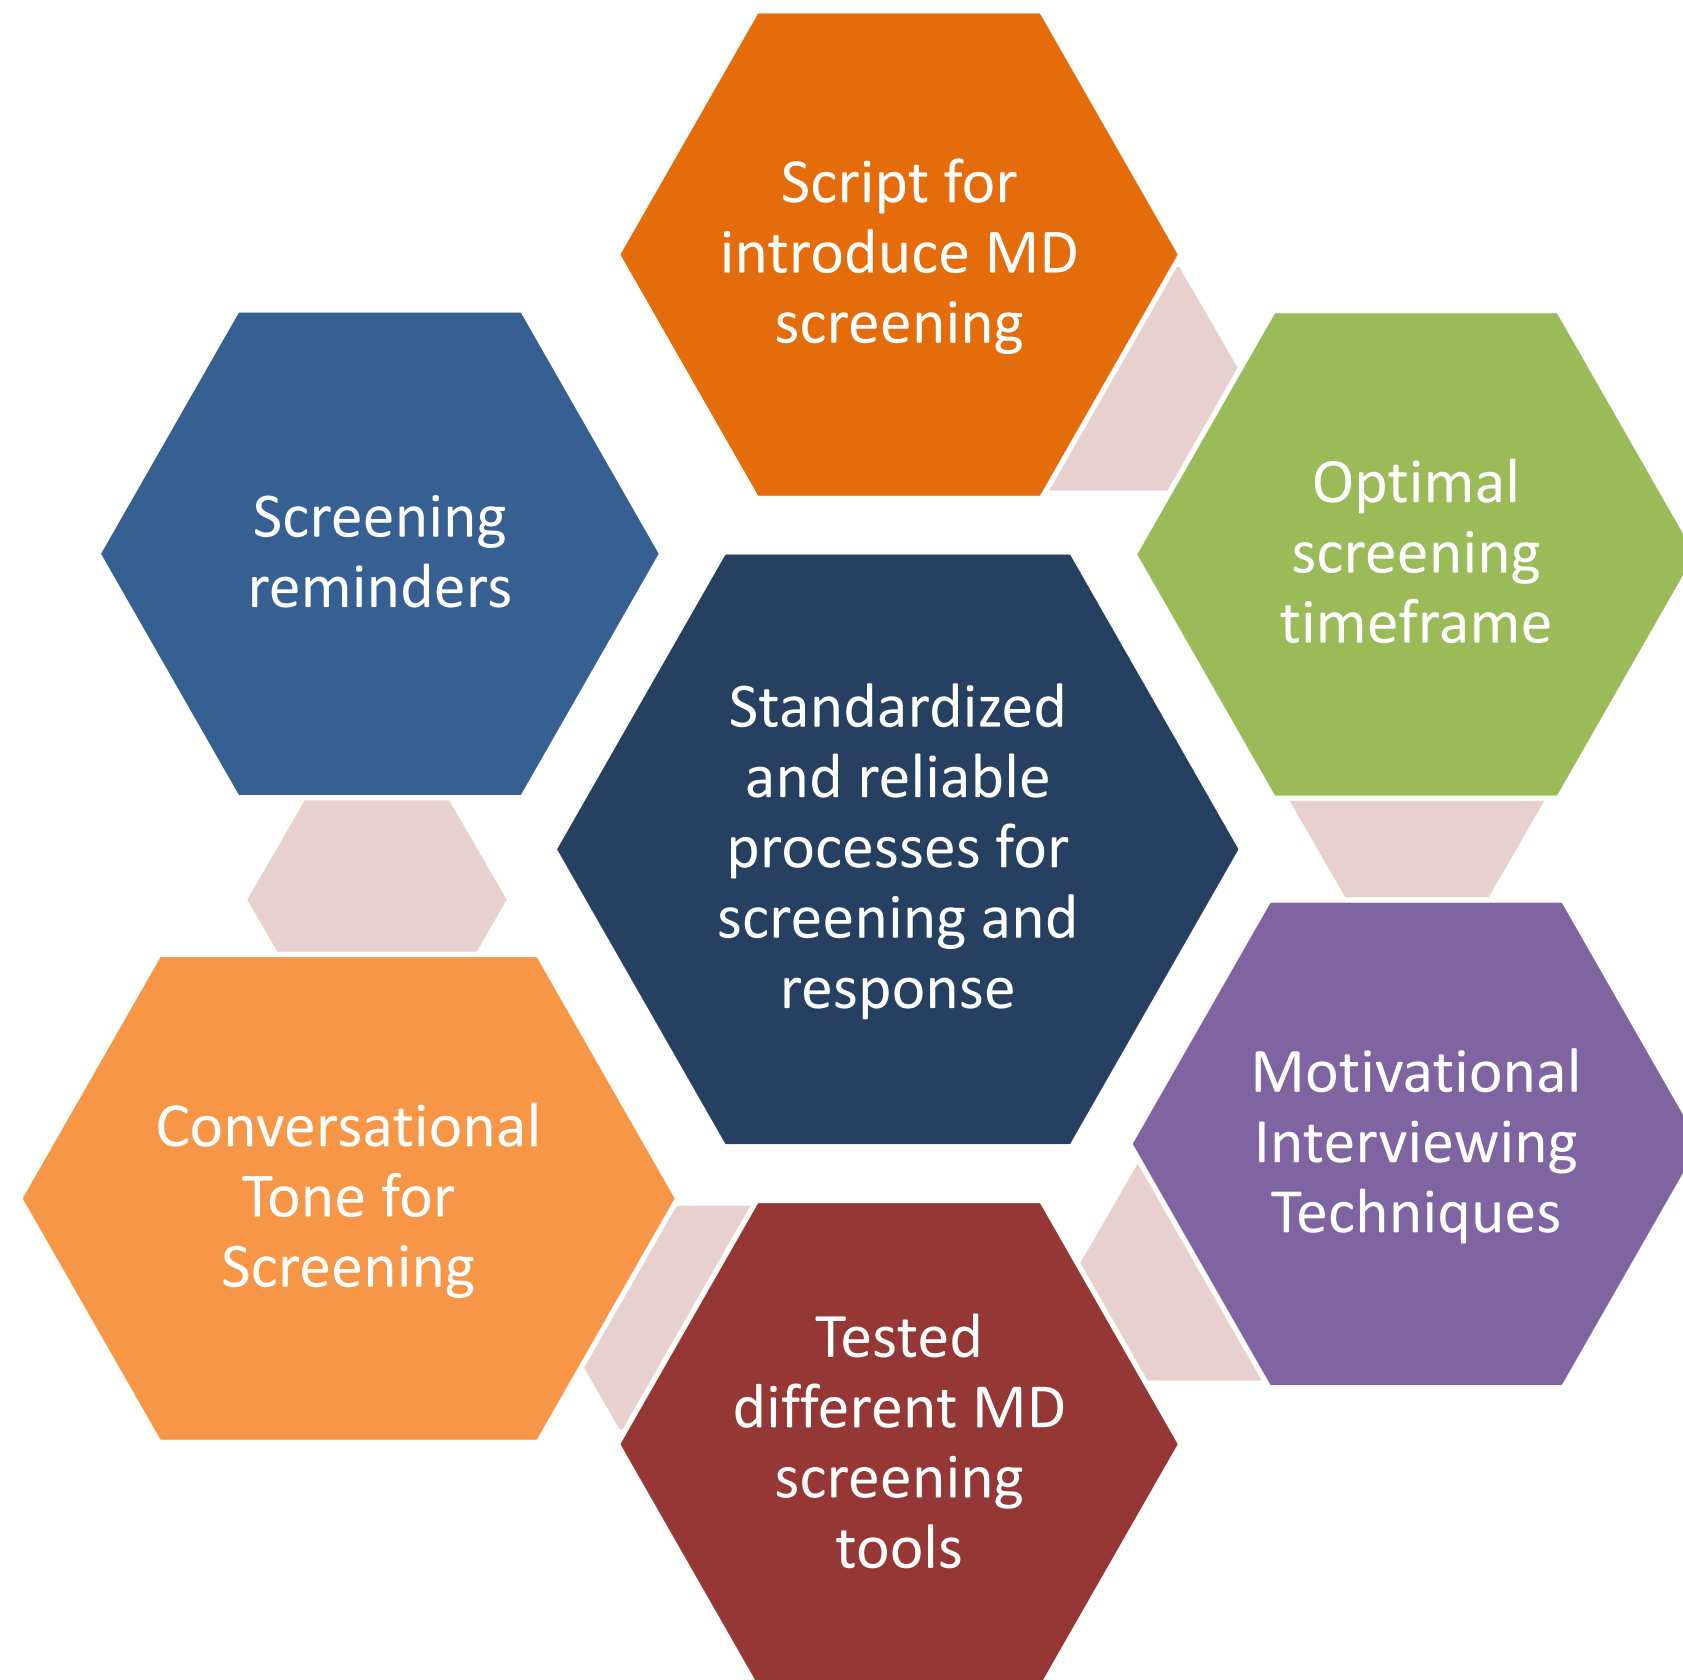 Script for
introduce MD
screening
Optimal
screening
timeframe
Screening
reminders
Standardized
and reliable
processes for
screening and
response
Motivational
Interviewing
Techniques
Conversational
Tone for
Screening
Tested
different MD
screening
tools